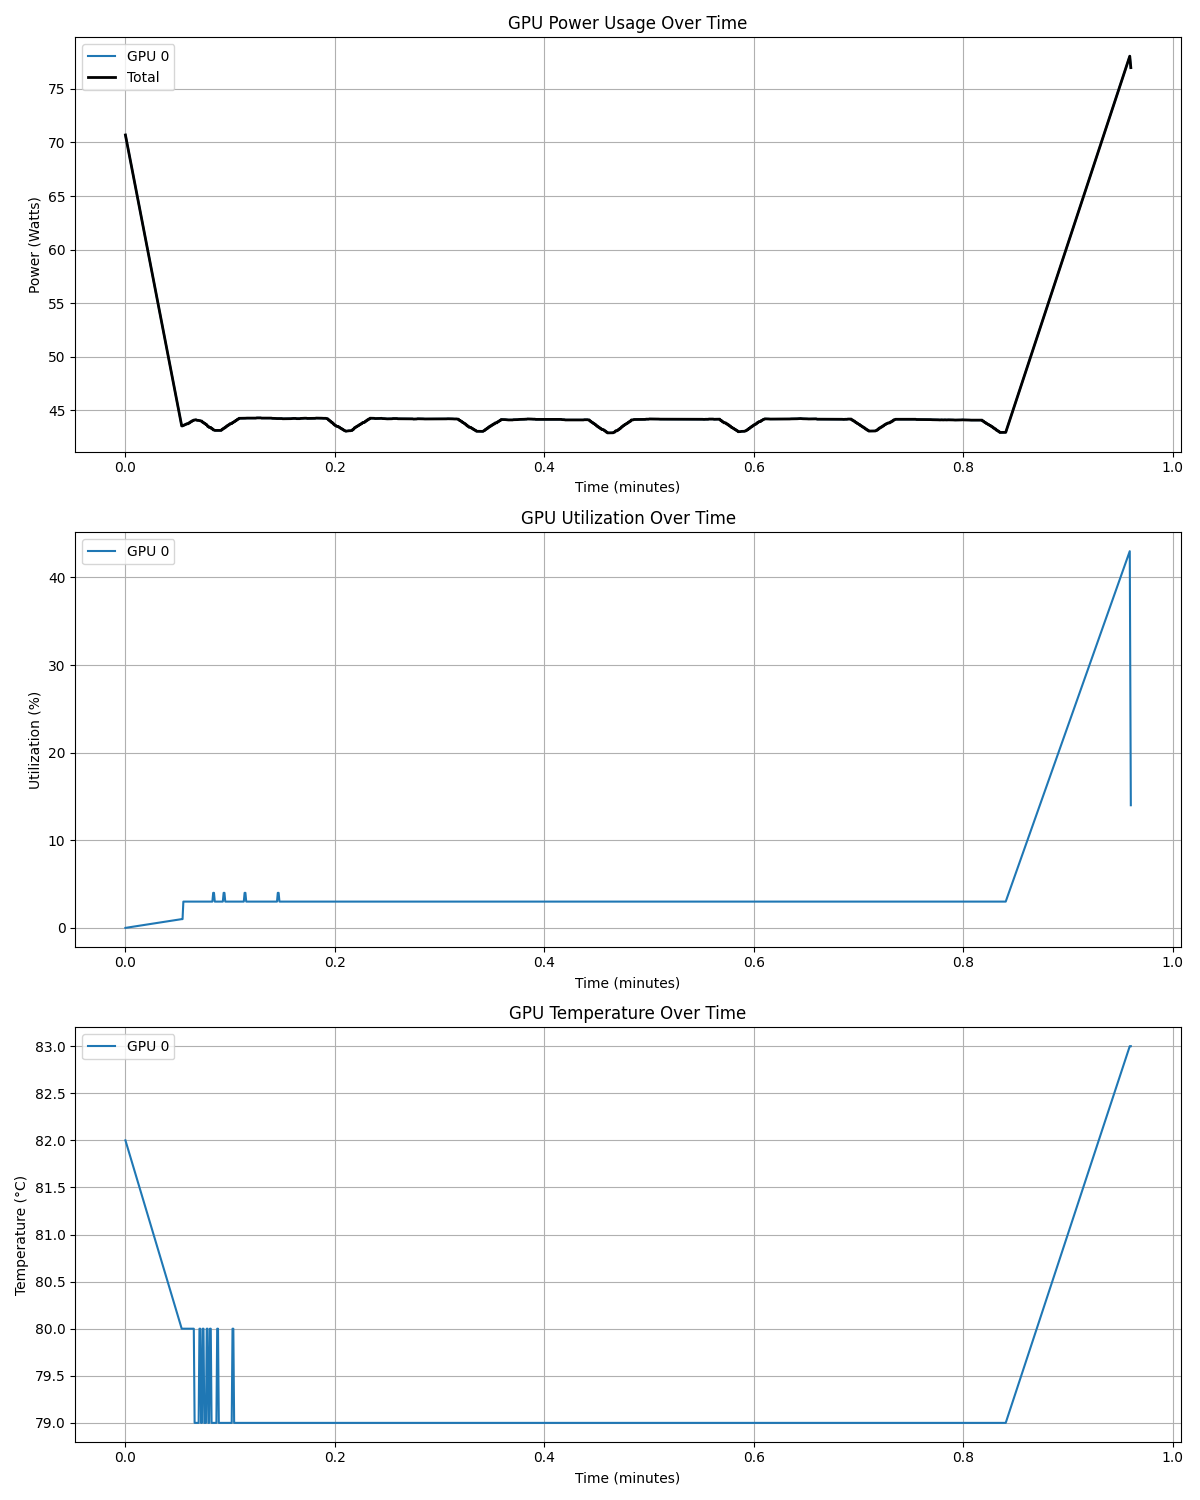 GPU Power Usage Over Time
GPU 0
Total
75
70
65
60
55
50
45
Power (Watts)
0.0 0.2 0.4 0.6 0.8 1.0
Time (minutes)
GPU Utilization Over Time
GPU 0
40
30
20
10
0
Utilization (%)
0.0 0.2 0.4 0.6 0.8 1.0
Time (minutes)
GPU Temperature Over Time
GPU 0
83.0
82.5
82.0
81.5
81.0
80.5
80.0
79.5
79.0
Temperature (°C)
0.0 0.2 0.4 0.6 0.8 1.0
Time (minutes)